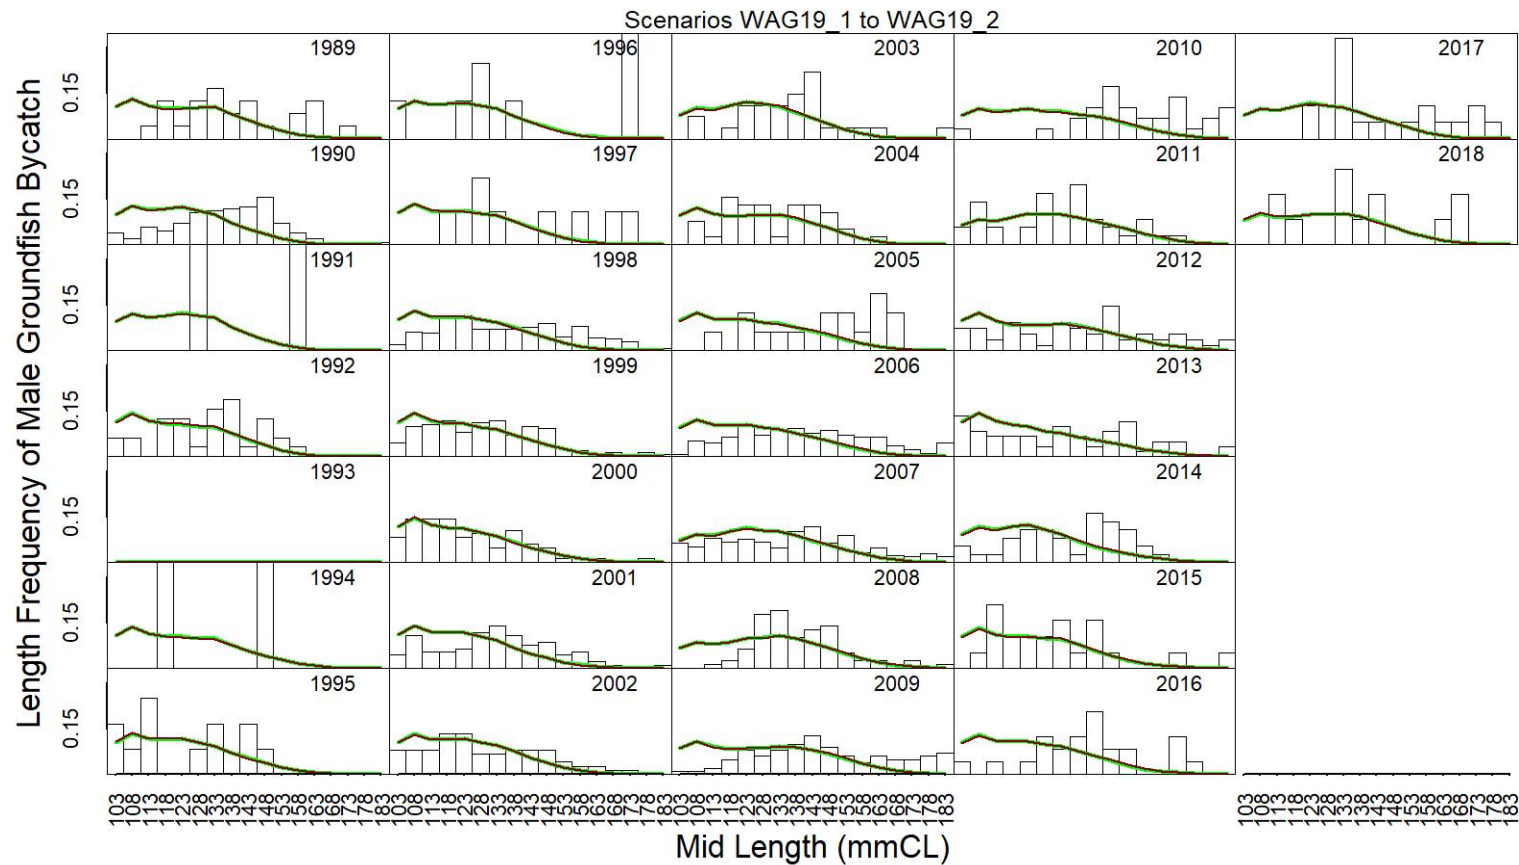 Scenarios WAG19_1 to WAG19_2
Length Frequency of Male Groundfish Bycatch
1989 1996 2003 2010 2017
0.15
1990 1997 2004 2011 2018
0.15
1991 1998 2005 2012
0.15
1992 1999 2006 2013
0.15
1993 2000 2007 2014
0.15
1994 2001 2008 2015
0.15
1995 2002 2009 2016
0.15
103 108 113 118 123 128 133 138 143 148 153 158 163 168 173 178 183 103 108 113 118 123 128 133 138 143 148 153 158 163 168 173 178 183 103 108 113 118 123 128 133 138 143 148 153 158 163 168 173 178 183 103 108 113 118 123 128 133 138 143 148 153 158 163 168 173 178 183
Mid Length (mmCL)